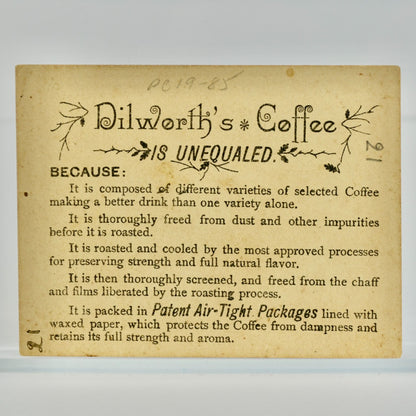 PC19-85
Dilworth's * Coffee
IS UNEQUALED.
21
BECAUSE:
It is composed of different varieties of selected Coffee
making a better drink than one variety alone.
It is thoroughly freed from dust and other impurities
before it is roasted.
It is roasted and cooled by the most approved processes
for preserving strength and full natural flavor.
It is then thoroughly screened, and freed from the chaff
and films liberated by the roasting process.
It is packed in Patent Air-Tight Packages lined with
waxed paper, which protects the Coffee from dampness and
retains its full strength and aroma.
21